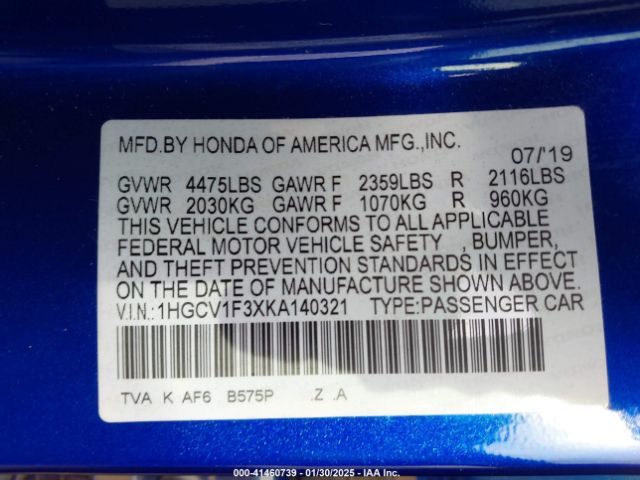 MFD.BY HONDA OF AMERICA MFG.,INC.
07/'19
GVWR 4475LBS GAWR F 2359LBS R 2116LBS
GVWR 2030KG GAWR F 1070KG R 960KG
THIS VEHICLE CONFORMS TO ALL APPLICABLE
FEDERAL MOTOR VEHICLE SAFETY , BUMPER,
AND THEFT PREVENTION STANDARDS IN EFFECT
ON THE DATE OF MANUFACTURE SHOWN ABOVE.
V.I.N.:1HGCV1F3XKA140321 TYPE:PASSENGER CAR
TVA K AF6 B575P .Z .A
000-41460739 - 01/30/2025 - IAA Inc.